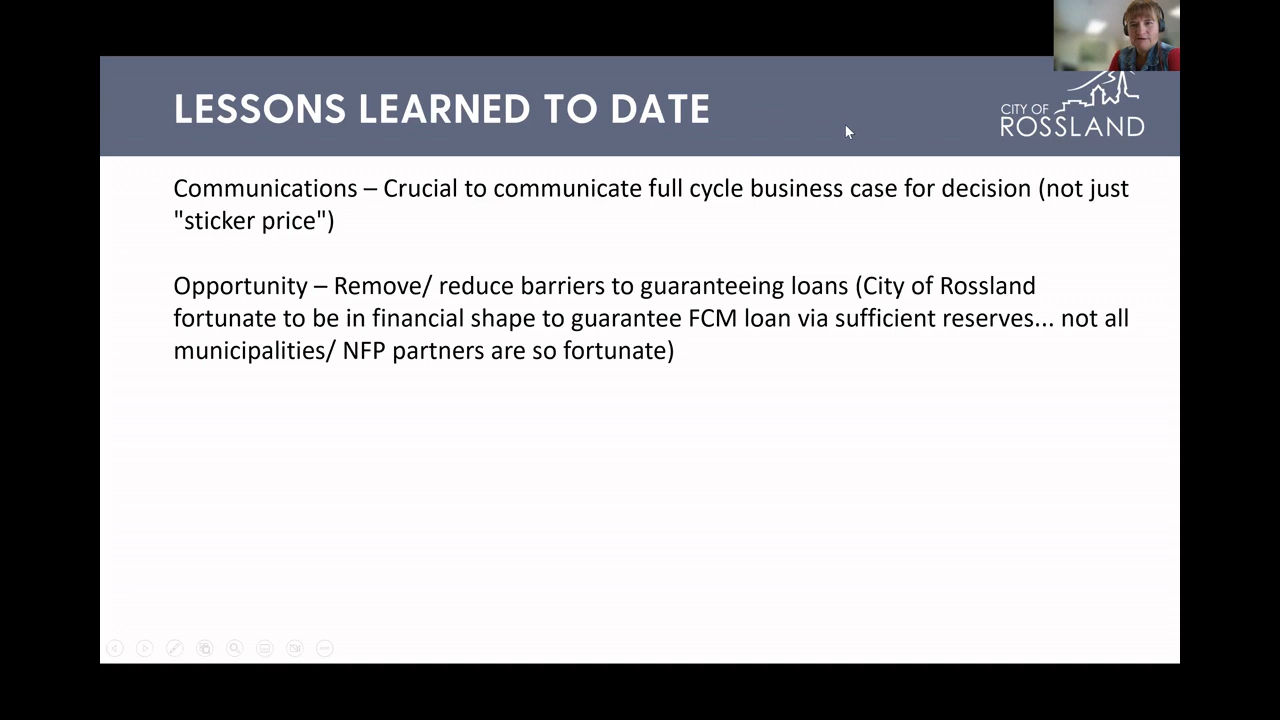 LESSONS LEARNED TO DATE
CITY OF
ROSSLAND
Communications – Crucial to communicate full cycle business case for decision (not just
"sticker price")
Opportunity – Remove/ reduce barriers to guaranteeing loans (City of Rossland
fortunate to be in financial shape to guarantee FCM loan via sufficient reserves... not all
municipalities/ NFP partners are so fortunate)